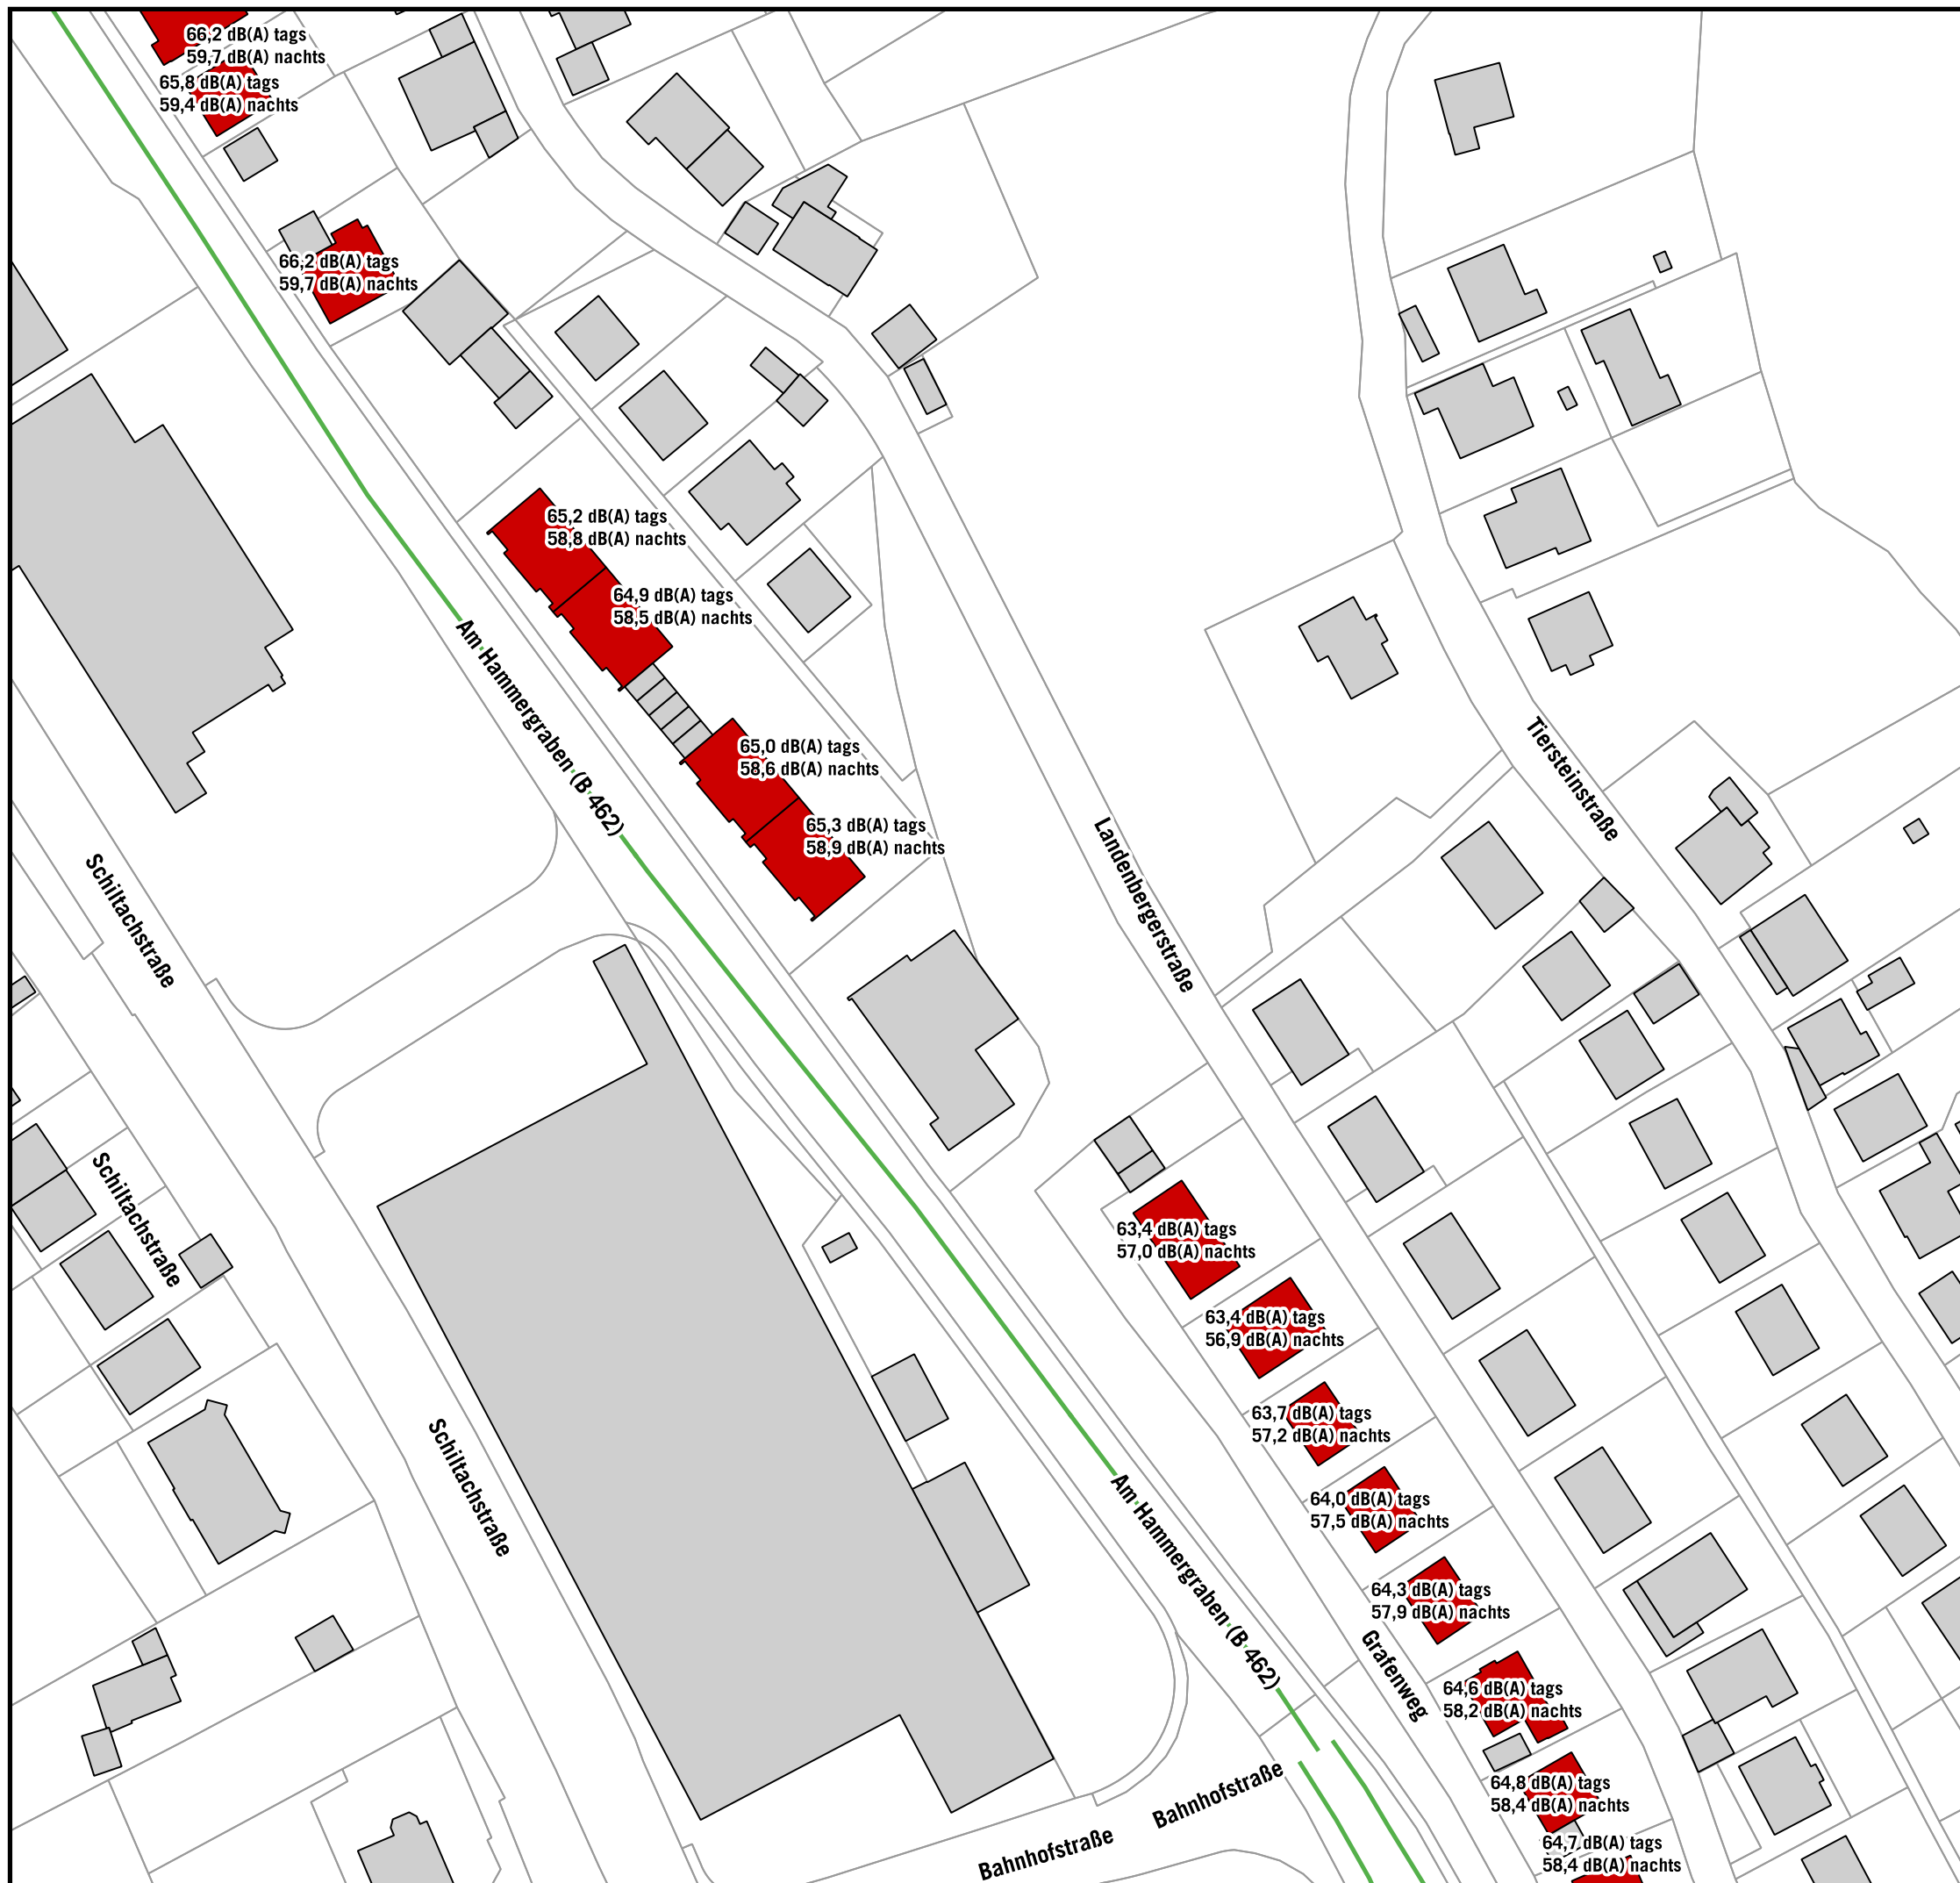 66,2 dB(A) tags
59,7 dB(A) nachts
65,8 dB(A) tags
59,4 dB(A) nachts
66,2 dB(A) tags
59,7 dB(A) nachts
65,2 dB(A) tags
58,8 dB(A) nachts
64,9 dB(A) tags
58,5 dB(A) nachts
Am Hammergraben (B 462)
65,0 dB(A) tags
58,6 dB(A) nachts
65,3 dB(A) tags
58,9 dB(A) nachts
Tiersteinstraße
Landenbergerstraße
Schiltachstraße
Schiltachstraße
63,4 dB(A) tags
57,0 dB(A) nachts
63,4 dB(A) tags
56,9 dB(A) nachts
63,7 dB(A) tags
57,2 dB(A) nachts
Schiltachstraße
Am Hammergraben (B 462)
64,0 dB(A) tags
57,5 dB(A) nachts
64,3 dB(A) tags
57,9 dB(A) nachts
Grafenweg
64,6 dB(A) tags
58,2 dB(A) nachts
64,8 dB(A) tags
58,4 dB(A) nachts
Bahnhofstraße
Bahnhofstraße
64,7 dB(A) tags
58,4 dB(A) nachts